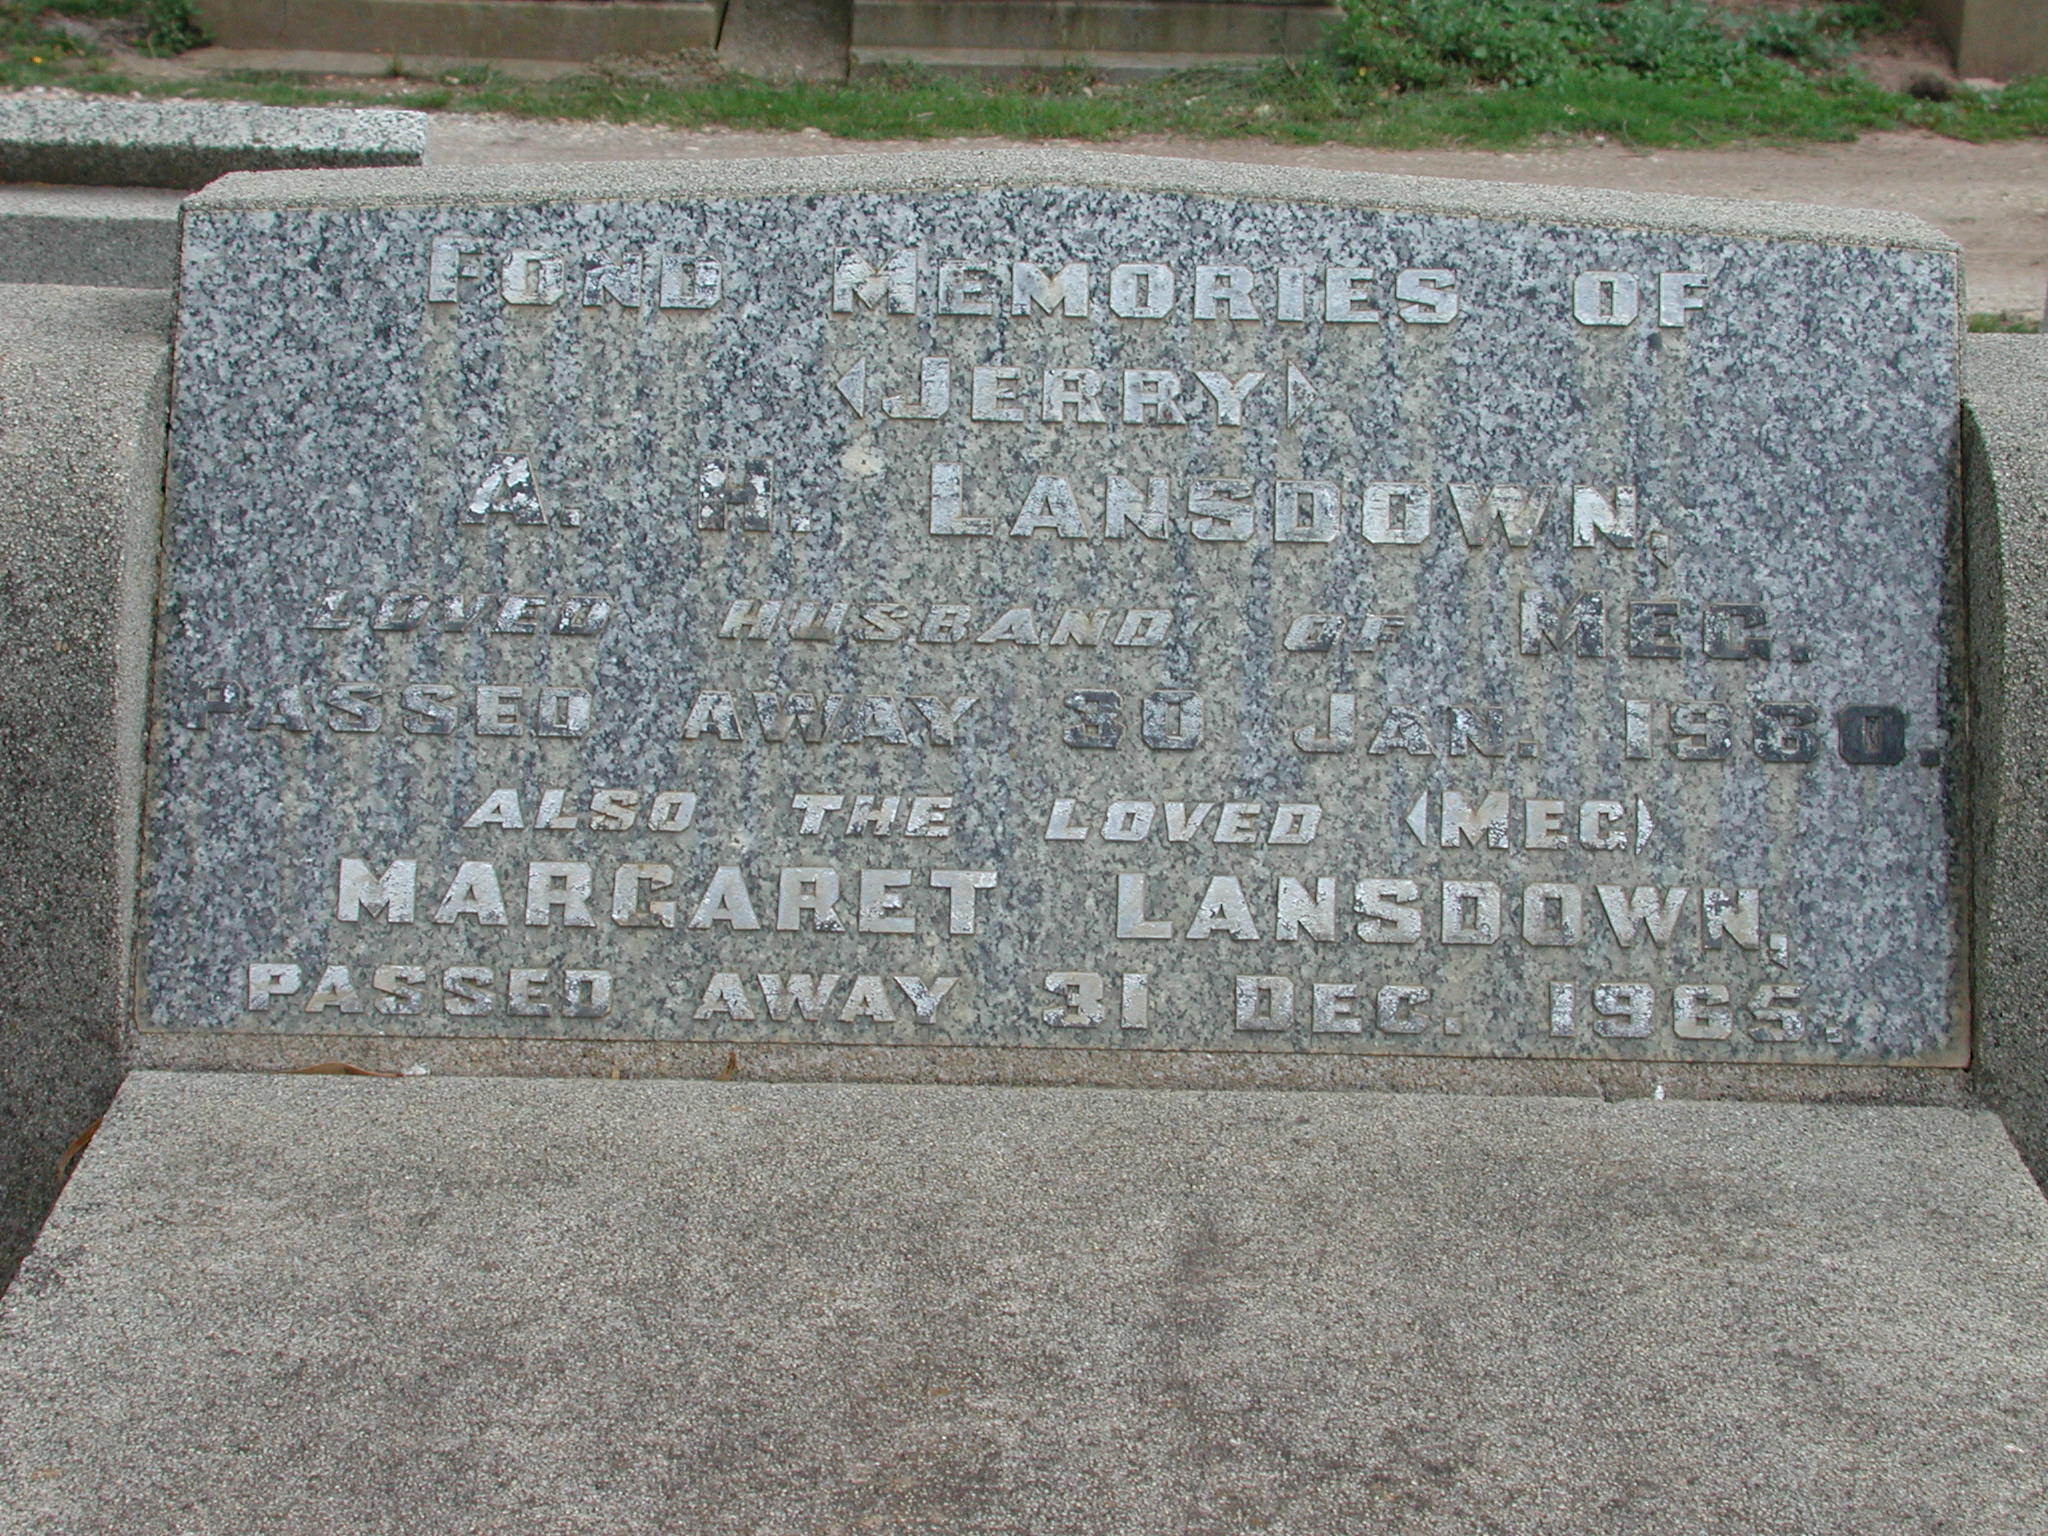 FOND MEMORIES OF
(JERRY)
A. H. LANSDOWN,
LOVED HUSBAND OF MEG.
PASSED AWAY 30 JAN. 1960.
ALSO THE LOVED (MEG)
MARGARET LANSDOWN,
PASSED AWAY 31 DEC. 1965.